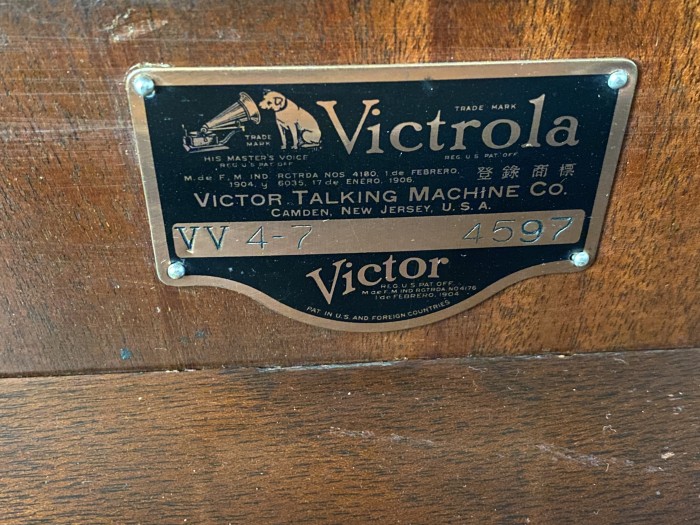 TRADE MARK
Victrola
REG. U.S. PAT. OFF.
TRADE
MARK
HIS MASTER'S VOICE
REG. U.S. PAT. OFF.
M. de F., M. IND RGTRDA NOS 4180, 1 de FEBRERO,
1904, y 6035, 17 de ENERO, 1906.
登錄商標
VICTOR TALKING MACHINE CO.
CAMDEN, NEW JERSEY, U.S.A.
VV 4-7 4597
Victor
REG. U.S. PAT. OFF.
M de F, M IND RGTRDA NO 4176
1 de FEBRERO, 1904
PAT. IN U.S. AND FOREIGN COUNTRIES